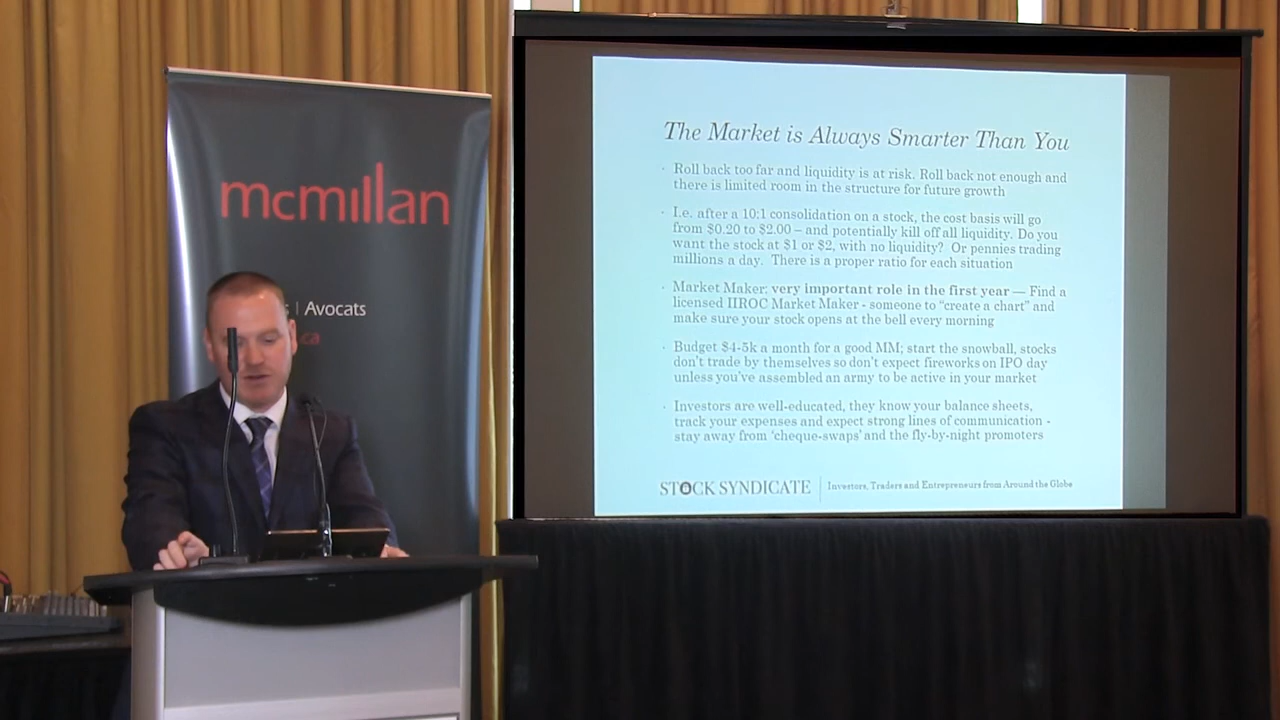 mcmillan
s | Avocats
ca
The Market is Always Smarter Than You
· Roll back too far and liquidity is at risk. Roll back not enough and
there is limited room in the structure for future growth
· I.e. after a 10:1 consolidation on a stock, the cost basis will go
from $0.20 to $2.00 – and potentially kill off all liquidity. Do you
want the stock at $1 or $2, with no liquidity? Or pennies trading
millions a day. There is a proper ratio for each situation
· Market Maker: very important role in the first year — Find a
licensed IIROC Market Maker - someone to “create a chart” and
make sure your stock opens at the bell every morning
· Budget $4-5k a month for a good MM; start the snowball, stocks
don’t trade by themselves so don’t expect fireworks on IPO day
unless you’ve assembled an army to be active in your market
· Investors are well-educated, they know your balance sheets,
track your expenses and expect strong lines of communication -
stay away from ‘cheque-swaps’ and the fly-by-night promoters
STOCK SYNDICATE | Investors, Traders and Entrepreneurs from Around the Globe